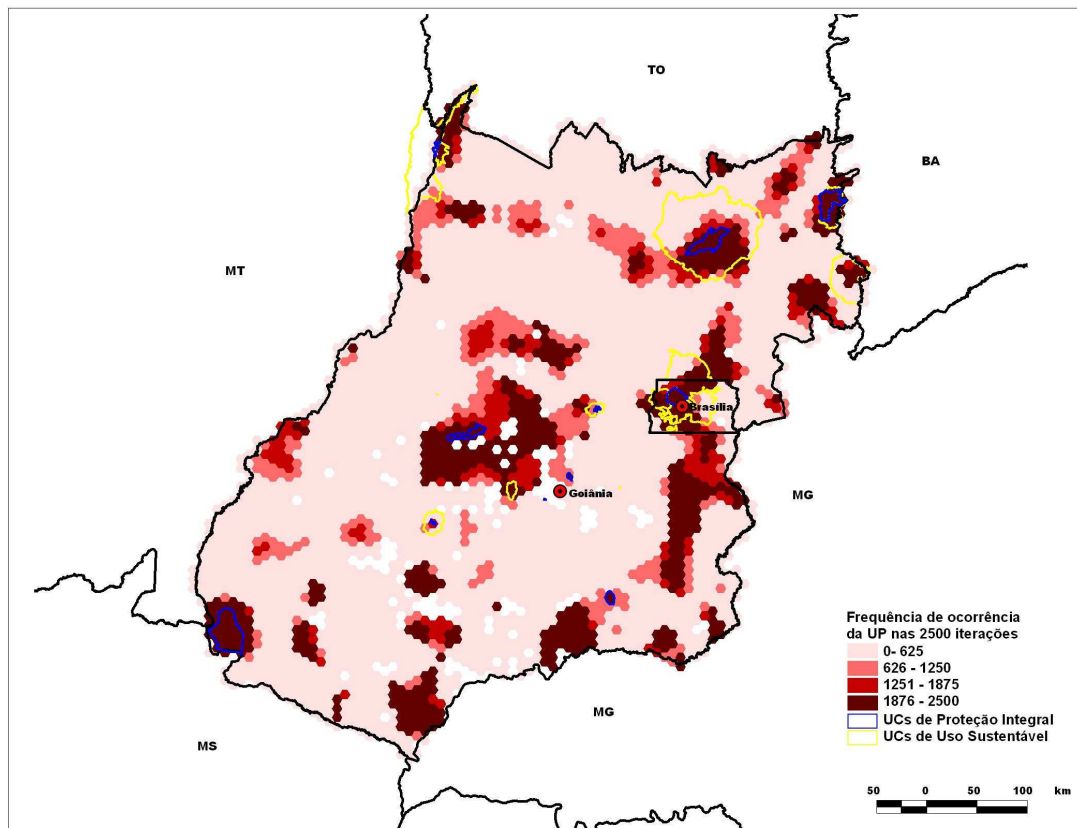 TO
BA
MT
Brasília
MG
Goiânia
MG
MS
Frequência de ocorrência
da UP nas 2500 iterações
0- 625
626 - 1250
1251 - 1875
1876 - 2500
UCs de Proteção Integral
UCs de Uso Sustentável
50 0 50 100 km